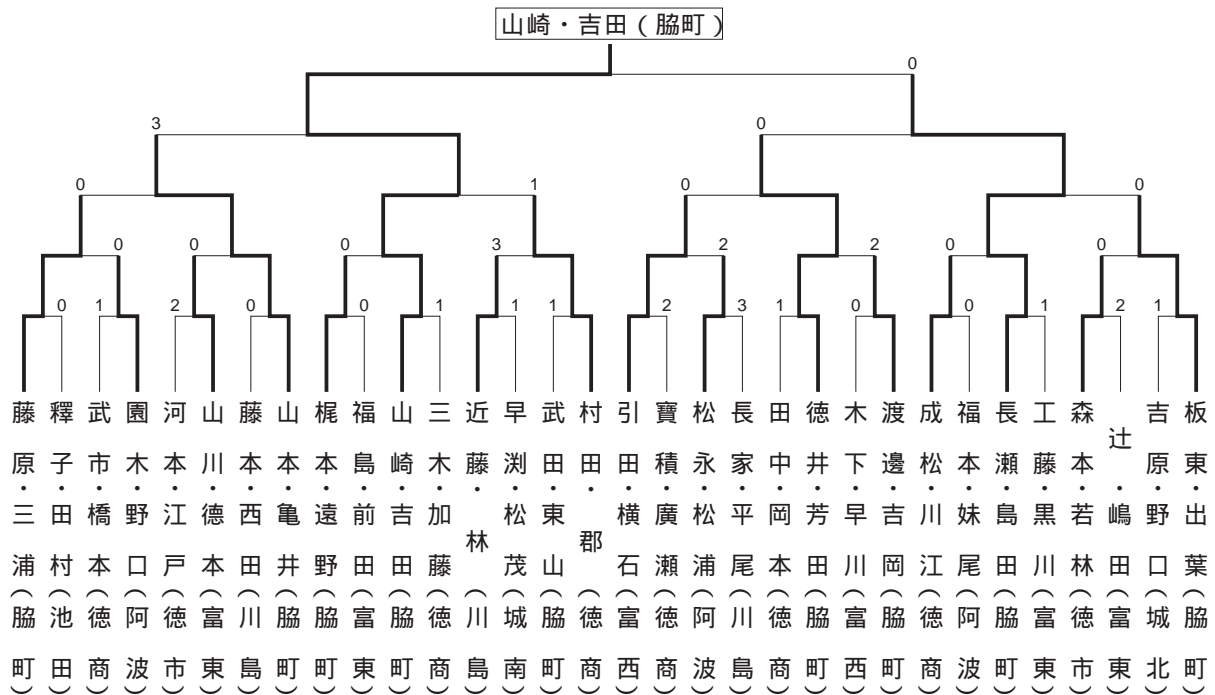 山崎・吉田(脇町)
0
3
0
0
1
0
0
0
0
0
3
2
2
0
0
0
1
2
0
0
1
1
1
2
3
1
0
0
1
2
1
藤原・三浦(脇町)
釋子・田村(池田)
武市・橋本(徳商)
園木・野口(阿波)
河本・江戸(徳市)
山川・徳本(富東)
藤本・西田(川島)
山本・亀井(脇町)
梶本・遠野(脇町)
福島・前田(富東)
山崎・吉田(脇町)
三木・加藤(徳商)
近藤・林(川島)
早渕・松茂(城南)
武田・東山(脇町)
村田・郡(徳商)
引田・横石(富西)
寶積・廣瀬(徳商)
松永・松浦(阿波)
長家・平尾(川島)
田中・岡本(徳商)
徳井・芳田(脇町)
木下・早川(富西)
渡邊・吉岡(脇町)
成松・川江(徳商)
福本・妹尾(阿波)
長瀬・島田(脇町)
工藤・黒川(富東)
森本・若林(徳市)
辻・嶋田(富東)
吉原・野口(城北)
板東・出葉(脇町)